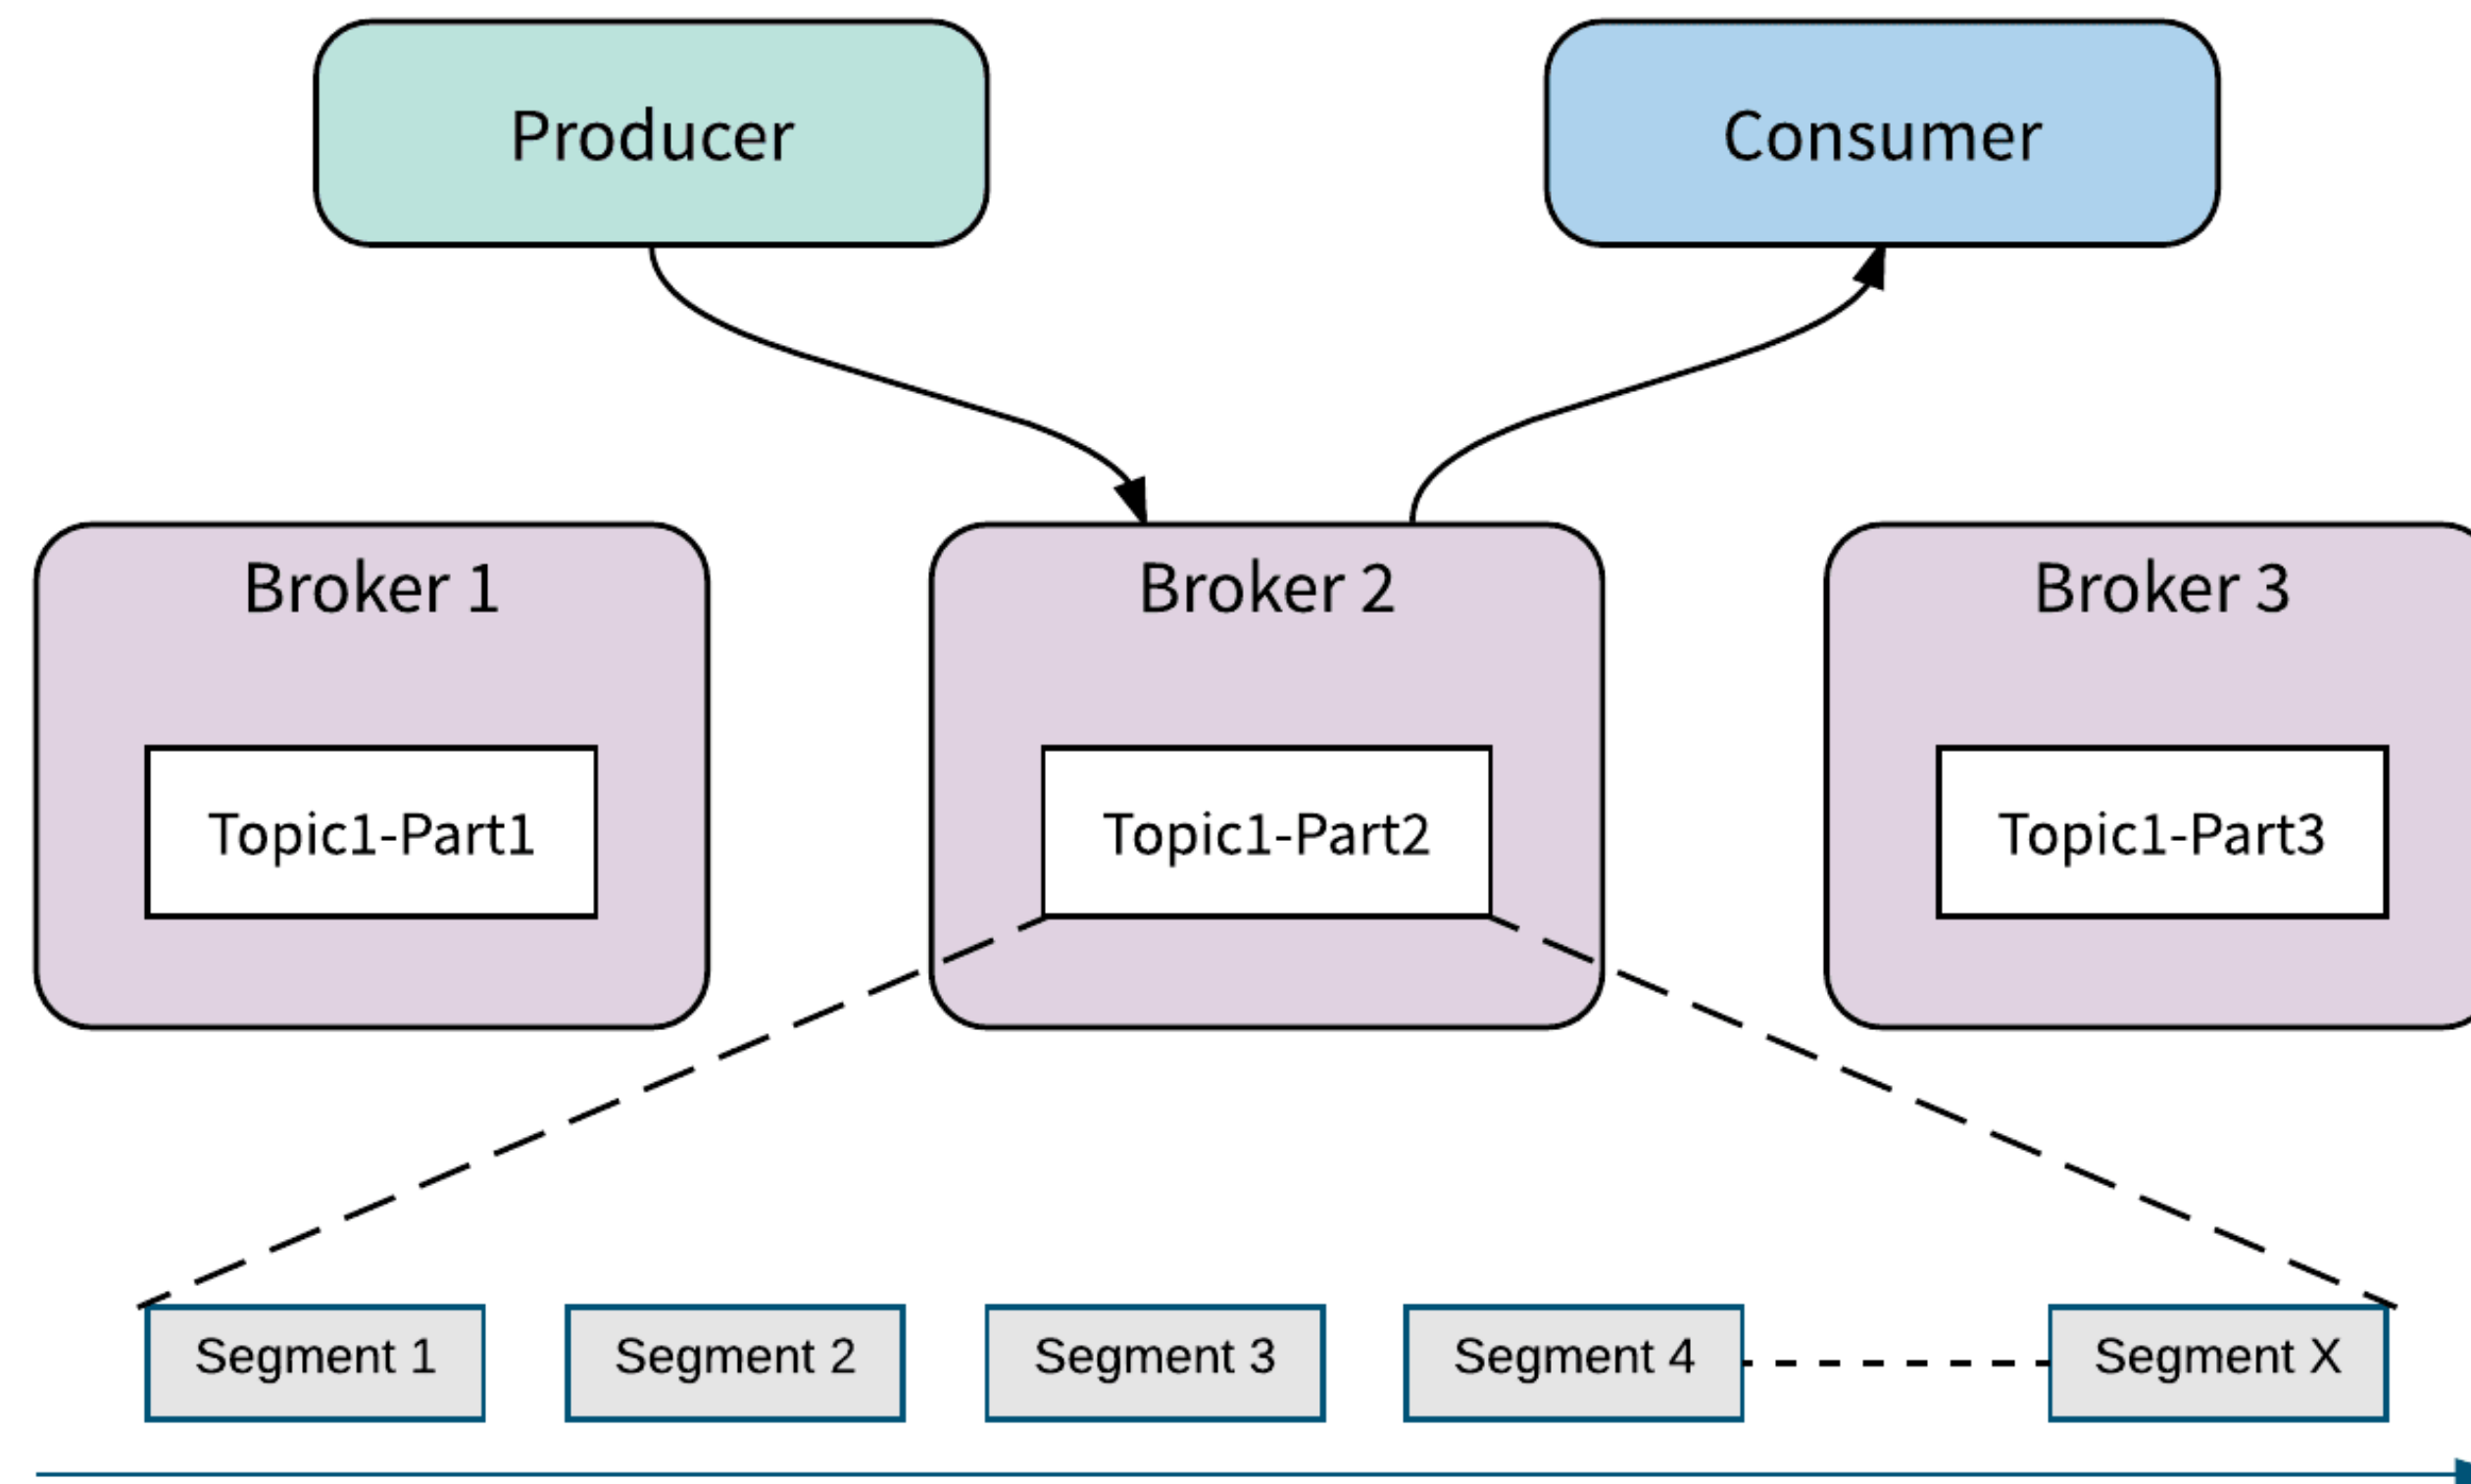 Producer
Consumer
Broker 1
Broker 2
Broker 3
Topic1-Part1
Topic1-Part2
Topic1-Part3
Segment 1
Segment 2
Segment 3
Segment 4
Segment X